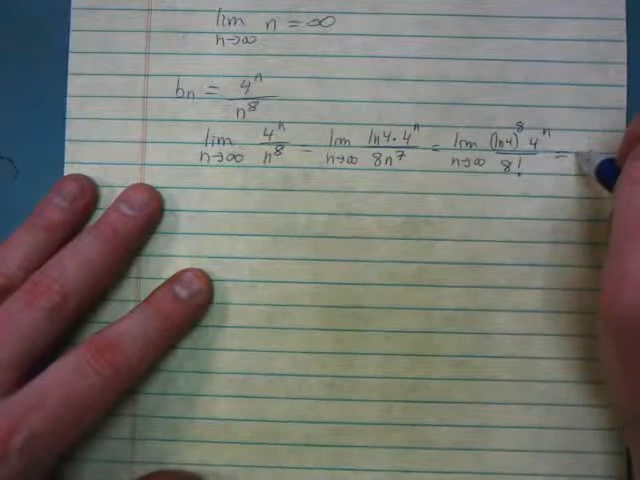 lim n→∞ n = ∞
bn = 4^n / n^8
lim n→∞ 4^n / n^8 = lim n→∞ ln4·4^n / 8n^7 = lim n→∞ (ln4)^8 4^n / 8! =